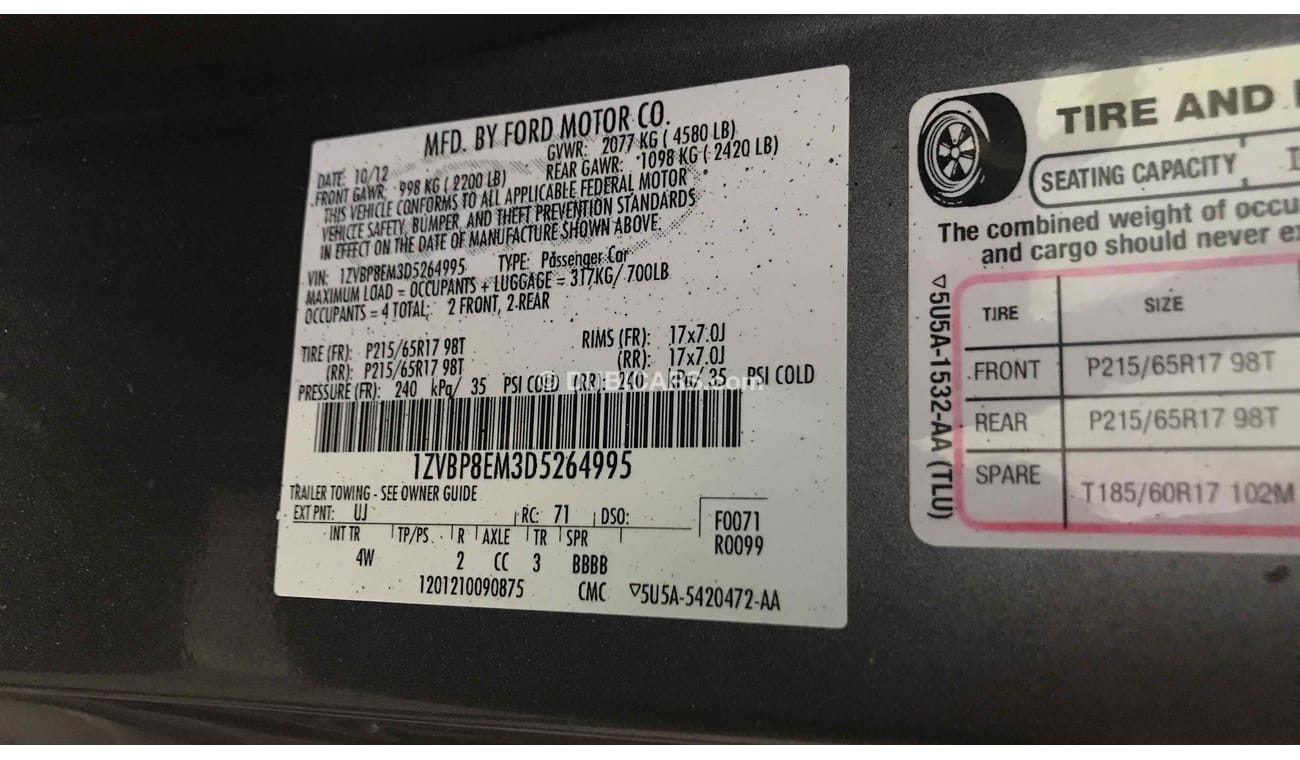 MFD. BY FORD MOTOR CO.
DATE: 10/12 GVWR: 2077 KG ( 4580 LB)
FRONT GAWR: 998 KG ( 2200 LB) REAR GAWR: 1098 KG ( 2420 LB)
THIS VEHICLE CONFORMS TO ALL APPLICABLE FEDERAL MOTOR
VEHICLE SAFETY, BUMPER, AND THEFT PREVENTION STANDARDS
IN EFFECT ON THE DATE OF MANUFACTURE SHOWN ABOVE.
VIN: 1ZVBP8EM3D5264995 TYPE: Passenger Car
MAXIMUM LOAD = OCCUPANTS + LUGGAGE = 317KG/ 700LB
OCCUPANTS = 4 TOTAL; 2 FRONT, 2-REAR
TIRE (FR): P215/65R17 98T RIMS (FR): 17x7.0J
(RR): P215/65R17 98T (RR): 17x7.0J
PRESSURE (FR): 240 kPg/ 35 PSI COLD (RR): 240 kPg/ 35 PSI COLD
1ZVBP8EM3D5264995
TRAILER TOWING - SEE OWNER GUIDE
EXT PNT: UJ RC: 71 DSO: F0071
INT TR TP/PS R AXLE TR SPR R0099
4W 2 CC 3 BBBB
1201210090875 CMC ▽5U5A-5420472-AA
TIRE AND
SEATING CAPACITY
The combined weight of occu
and cargo should never ex
▽5U5A-1532-AA (TLU)
TIRE SIZE
FRONT P215/65R17 98T
REAR P215/65R17 98T
SPARE T185/60R17 102M